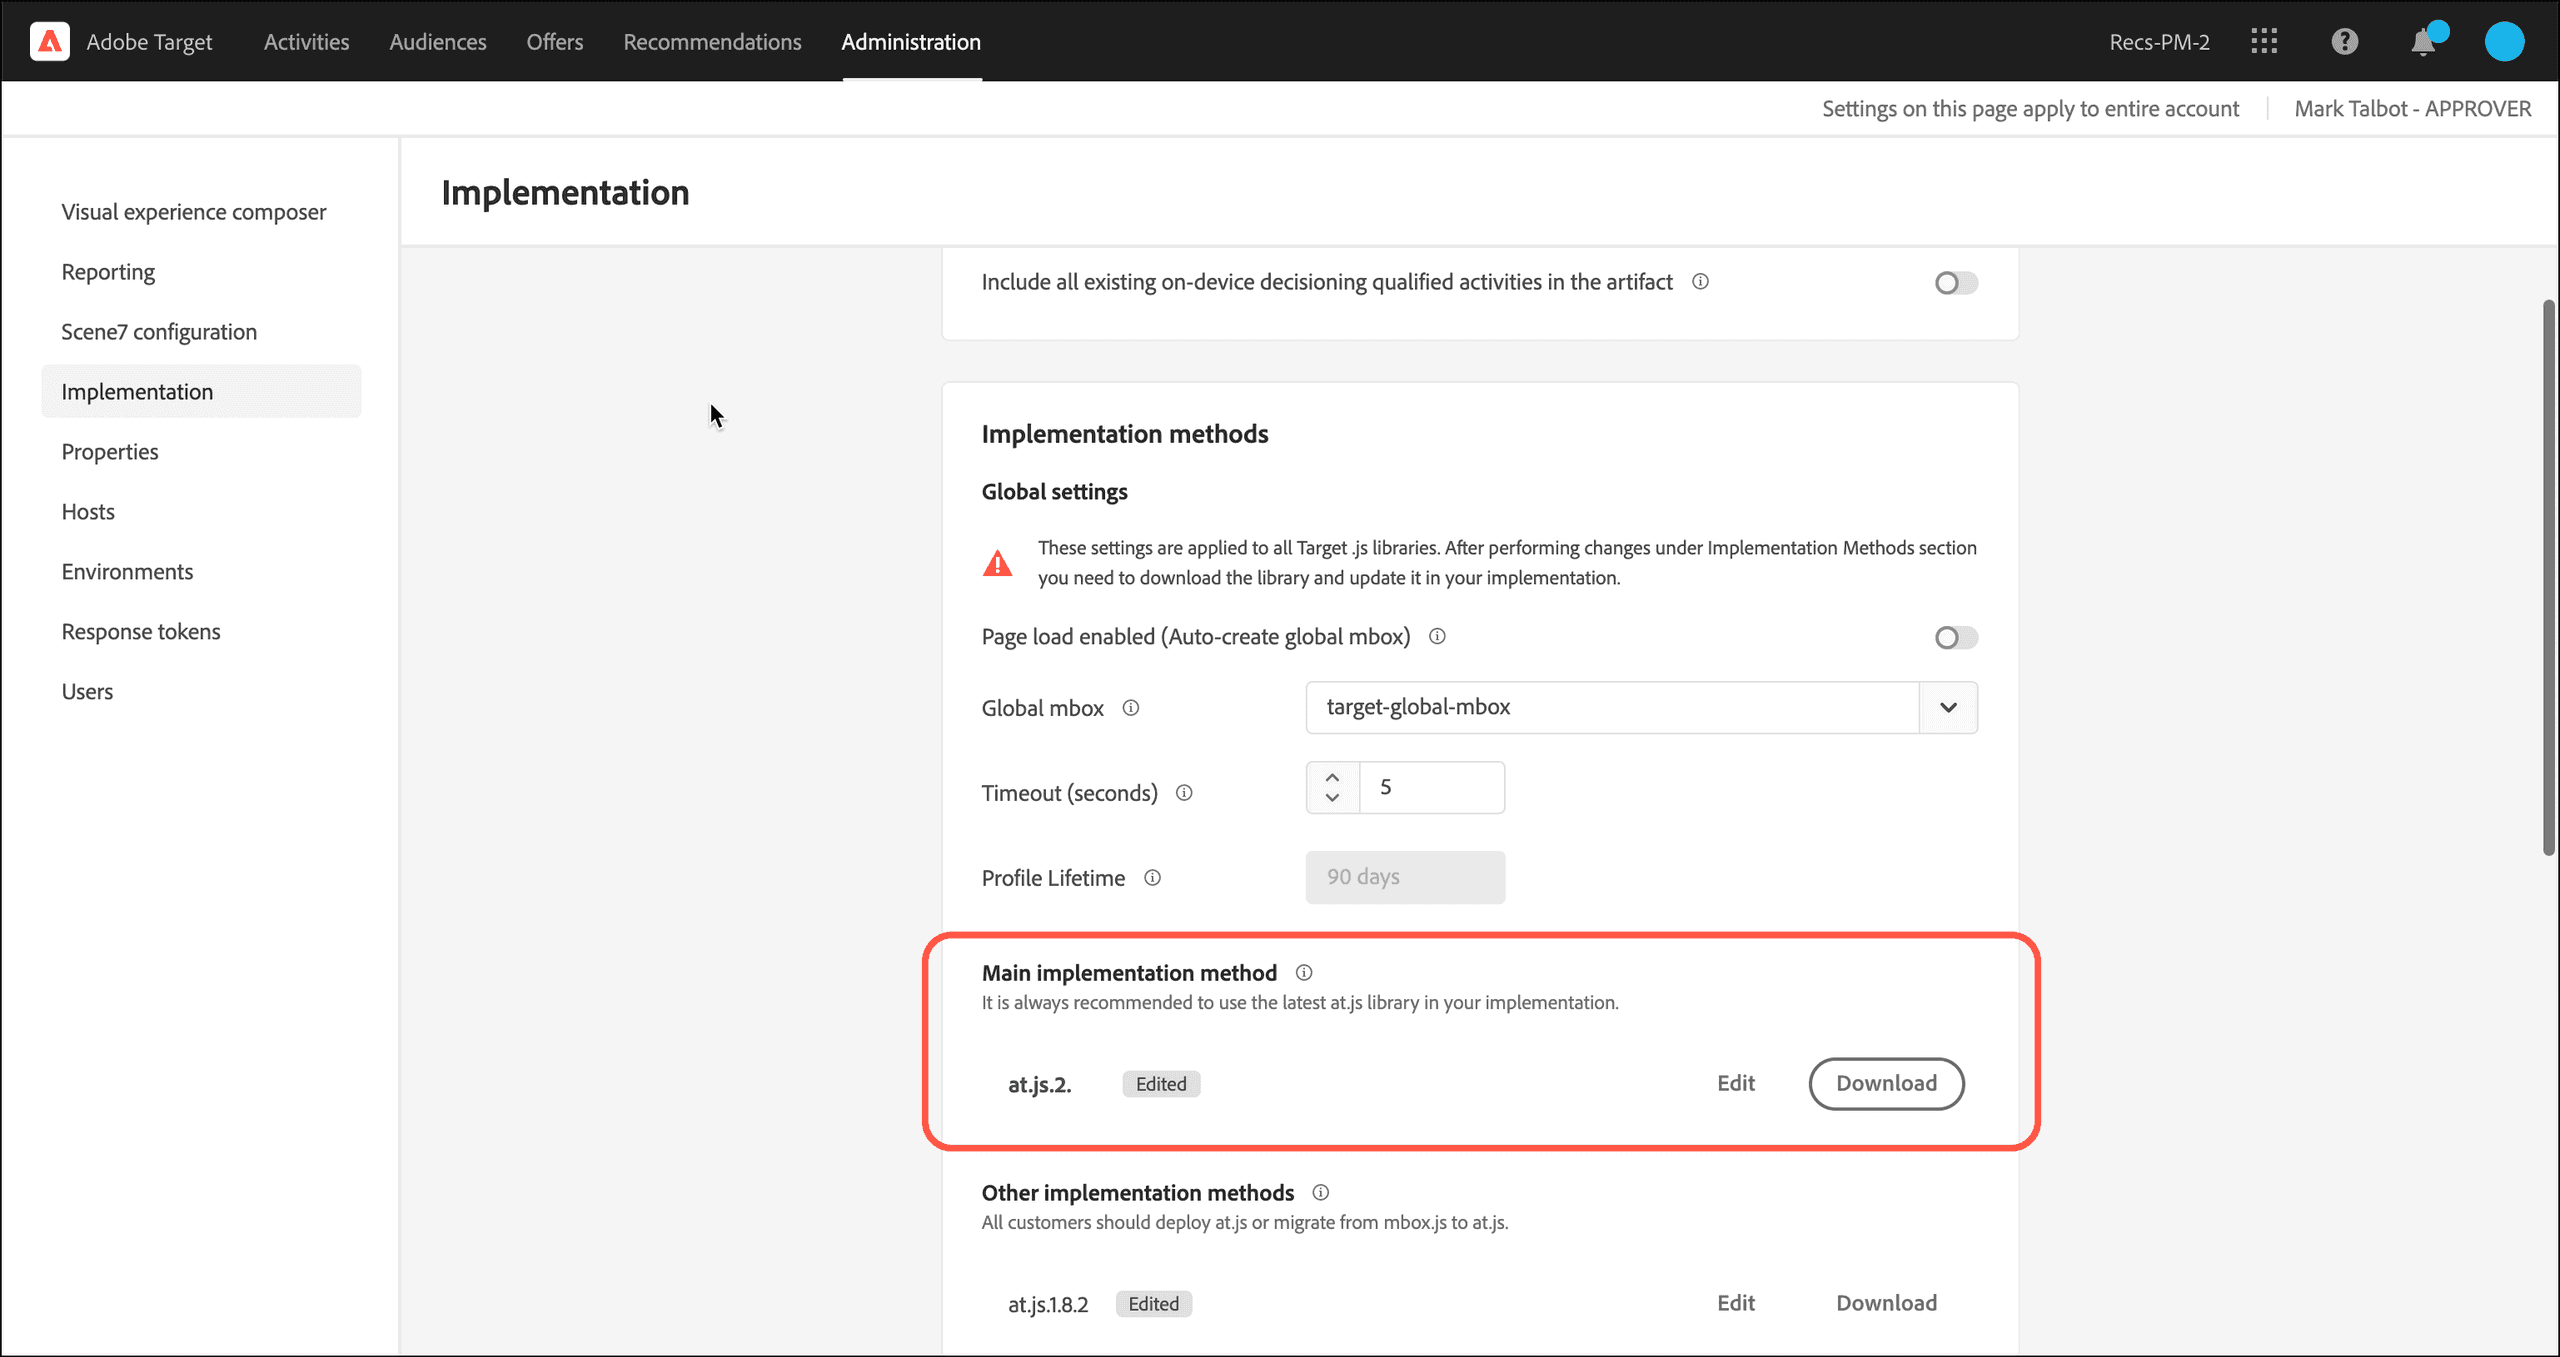 Adobe Target
Activities
Audiences
Offers
Recommendations
Administration
Recs-PM-2
Settings on this page apply to entire account
Mark Talbot - APPROVER
Visual experience composer
Reporting
Scene7 configuration
Implementation
Properties
Hosts
Environments
Response tokens
Users
Implementation
Include all existing on-device decisioning qualified activities in the artifact
Implementation methods
Global settings
These settings are applied to all Target .js libraries. After performing changes under Implementation Methods section
you need to download the library and update it in your implementation.
Page load enabled (Auto-create global mbox)
Global mbox
target-global-mbox
Timeout (seconds)
5
Profile Lifetime
90 days
Main implementation method
It is always recommended to use the latest at.js library in your implementation.
at.js.2.
Edited
Edit
Download
Other implementation methods
All customers should deploy at.js or migrate from mbox.js to at.js.
at.js.1.8.2
Edited
Edit
Download